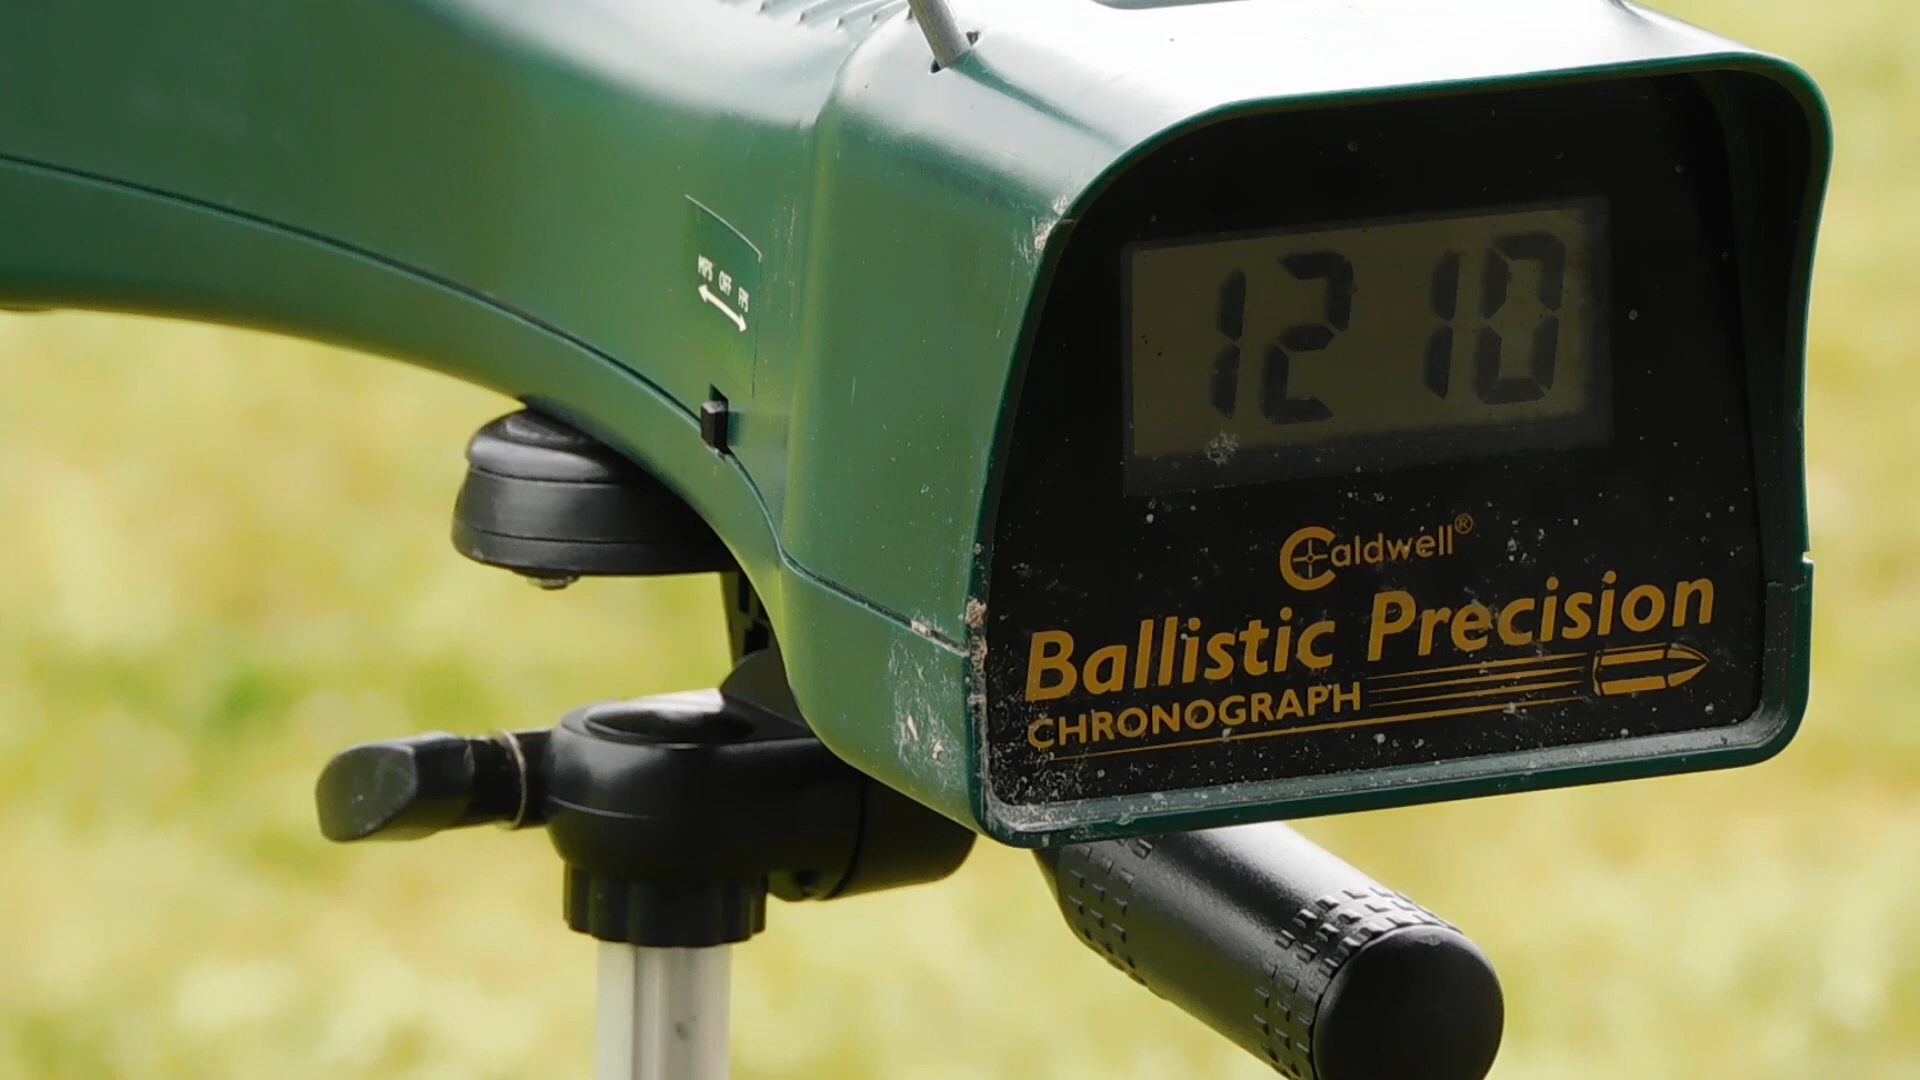 MPS OFF FPS
1210
Caldwell®
Ballistic Precision
CHRONOGRAPH